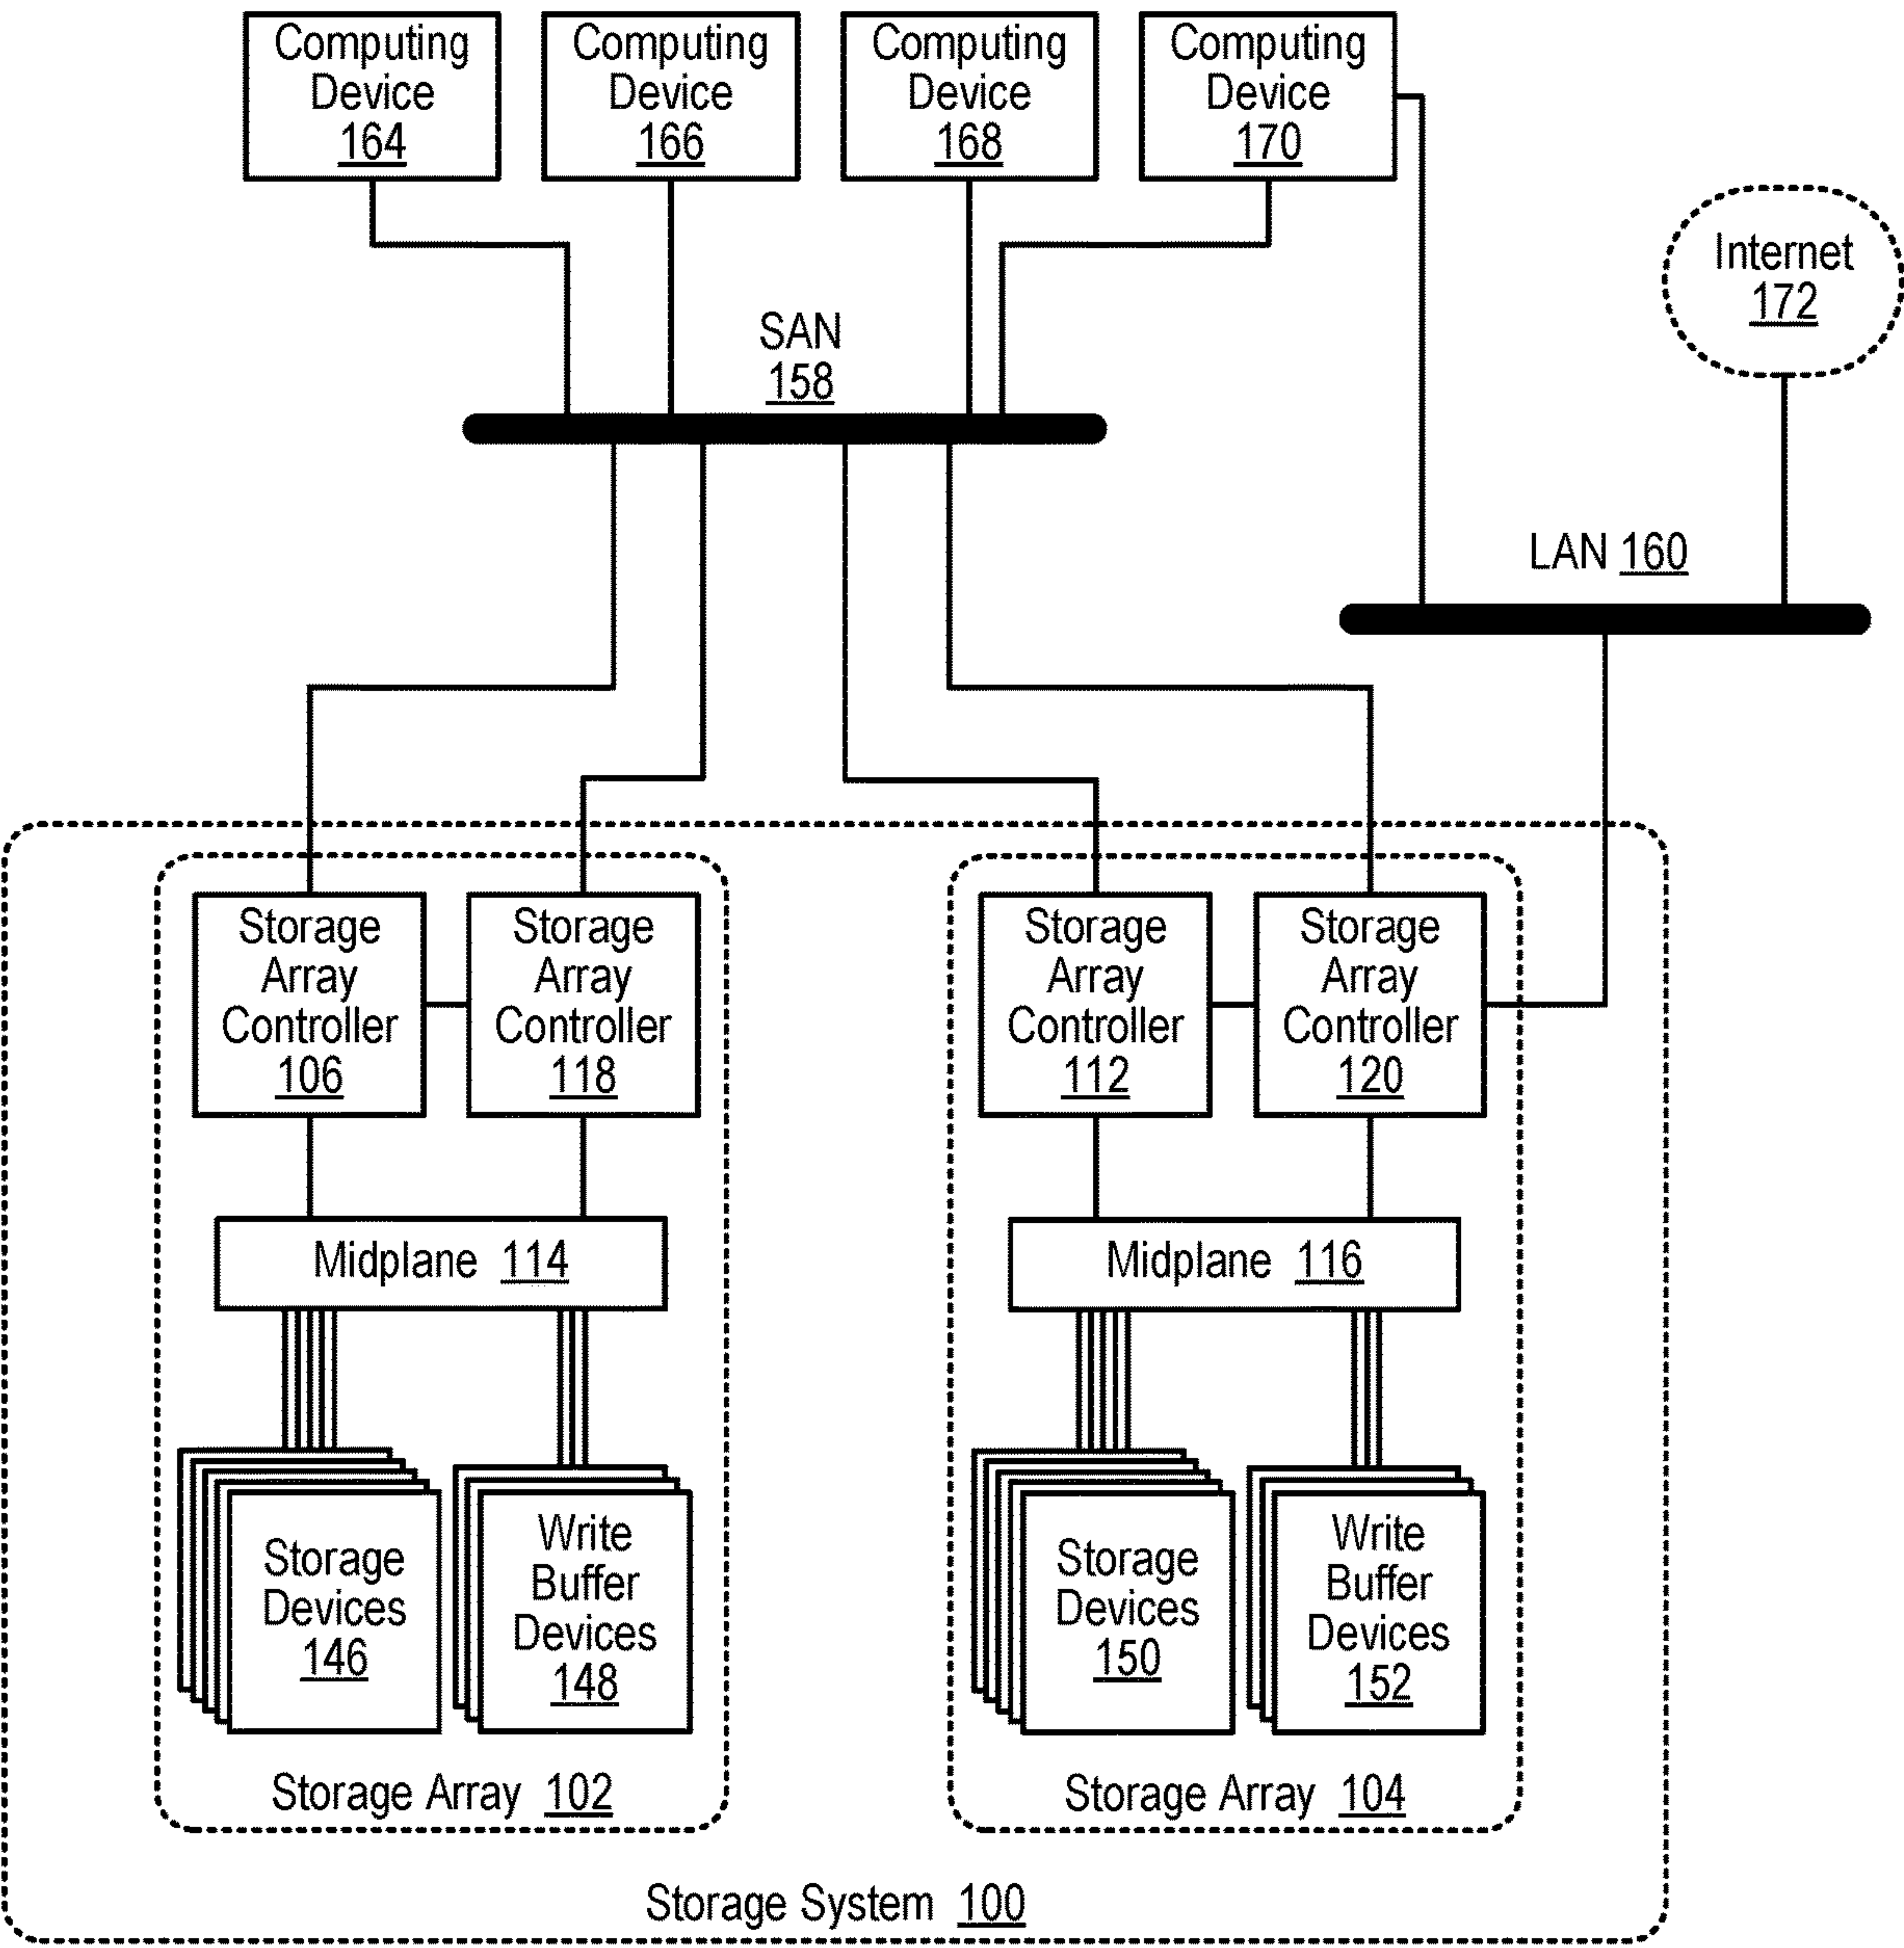 Computing
Device
164
Computing
Device
166
Computing
Device
168
Computing
Device
170
Internet
172
SAN
158
LAN 160
Storage
Array
Controller
106
Storage
Array
Controller
118
Storage
Array
Controller
112
Storage
Array
Controller
120
Midplane 114
Midplane 116
Storage
Devices
146
Write
Buffer
Devices
148
Storage
Devices
150
Write
Buffer
Devices
152
Storage Array 102
Storage Array 104
Storage System 100